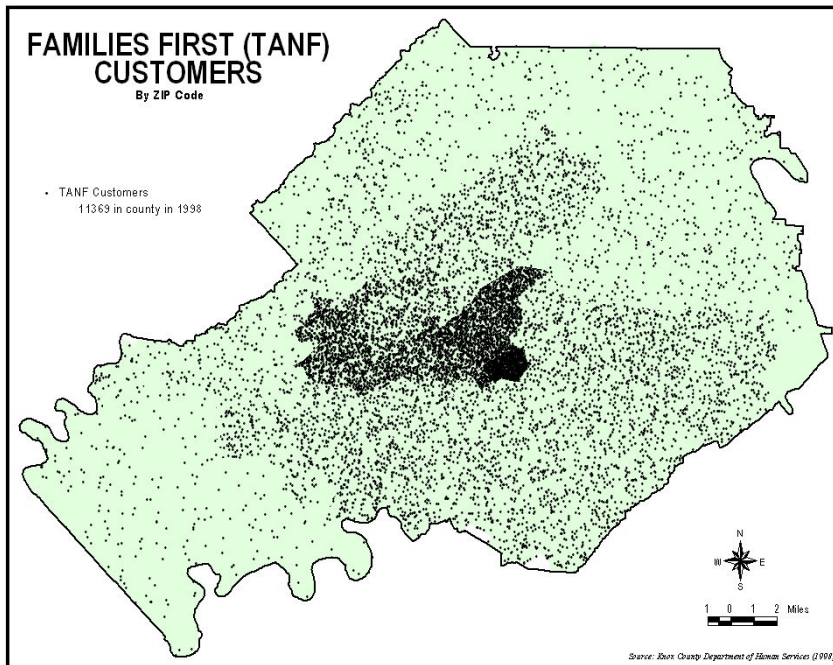 FAMILIES FIRST (TANF)
CUSTOMERS
By ZIP Code
TANF Customers
11369 in county in 1998
N
W E
S
1 0 1 2 Miles
Source: Knox County Department of Human Services (1998)